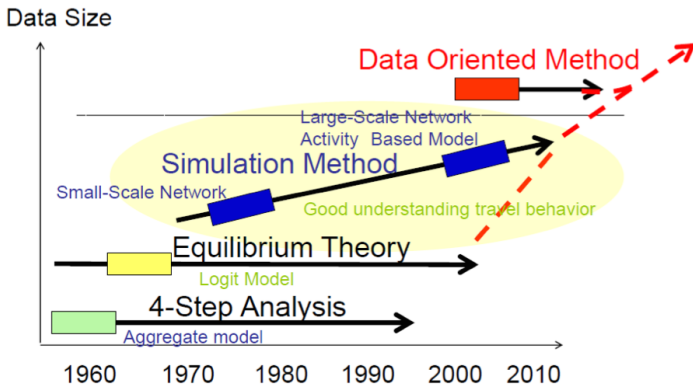 Data Size
Data Oriented Method
Large-Scale Network
Activity Based Model
Simulation Method
Small-Scale Network
Good understanding travel behavior
Equilibrium Theory
Logit Model
4-Step Analysis
Aggregate model
1960 1970 1980 1990 2000 2010